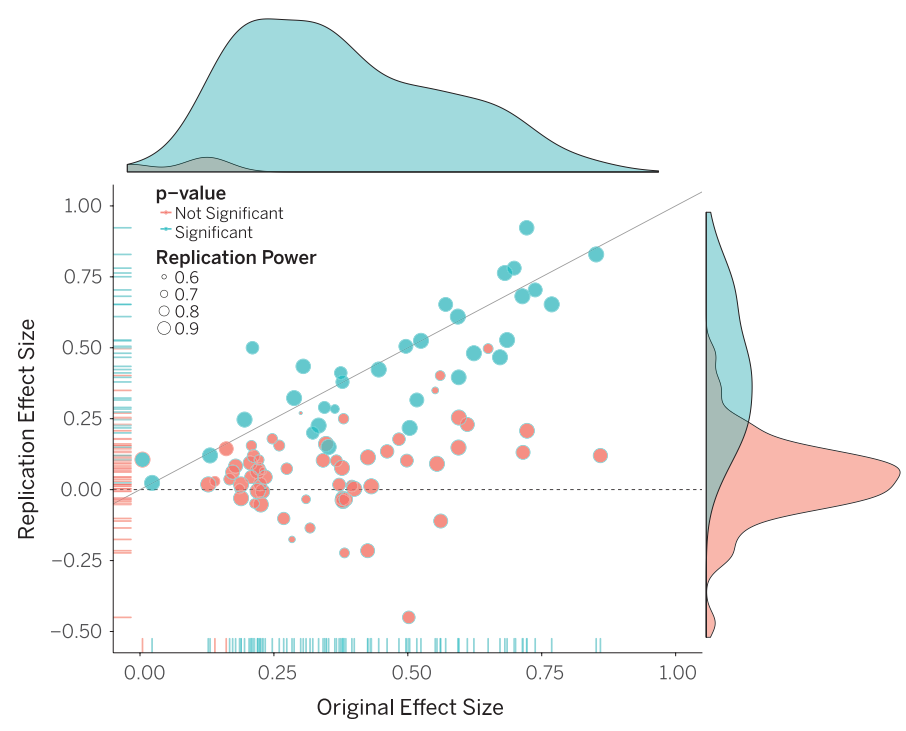 p−value
Not Significant
Significant
Replication Power
0.6
0.7
0.8
0.9
1.00
0.75
0.50
0.25
0.00
−0.25
−0.50
Replication Effect Size
0.00 0.25 0.50 0.75 1.00
Original Effect Size